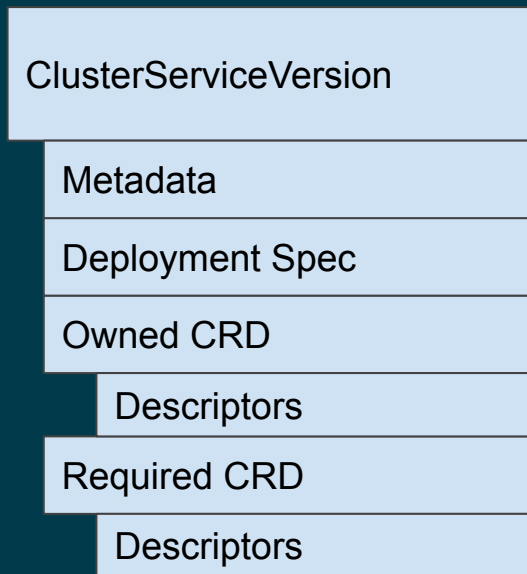 ClusterServiceVersion
Metadata
Deployment Spec
Owned CRD
Descriptors
Required CRD
Descriptors